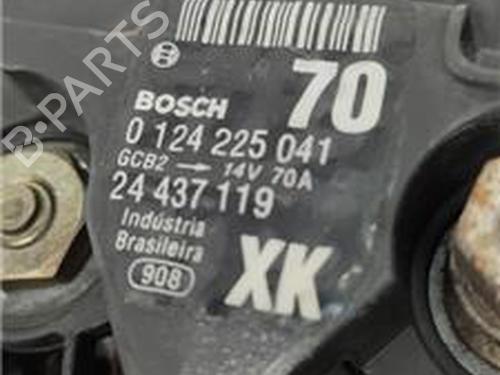 70
BOSCH
0 124 225 041
GCB2 → 14V 70A
24 437 119
Indústria
Brasileira
908
XK
B-PARTS